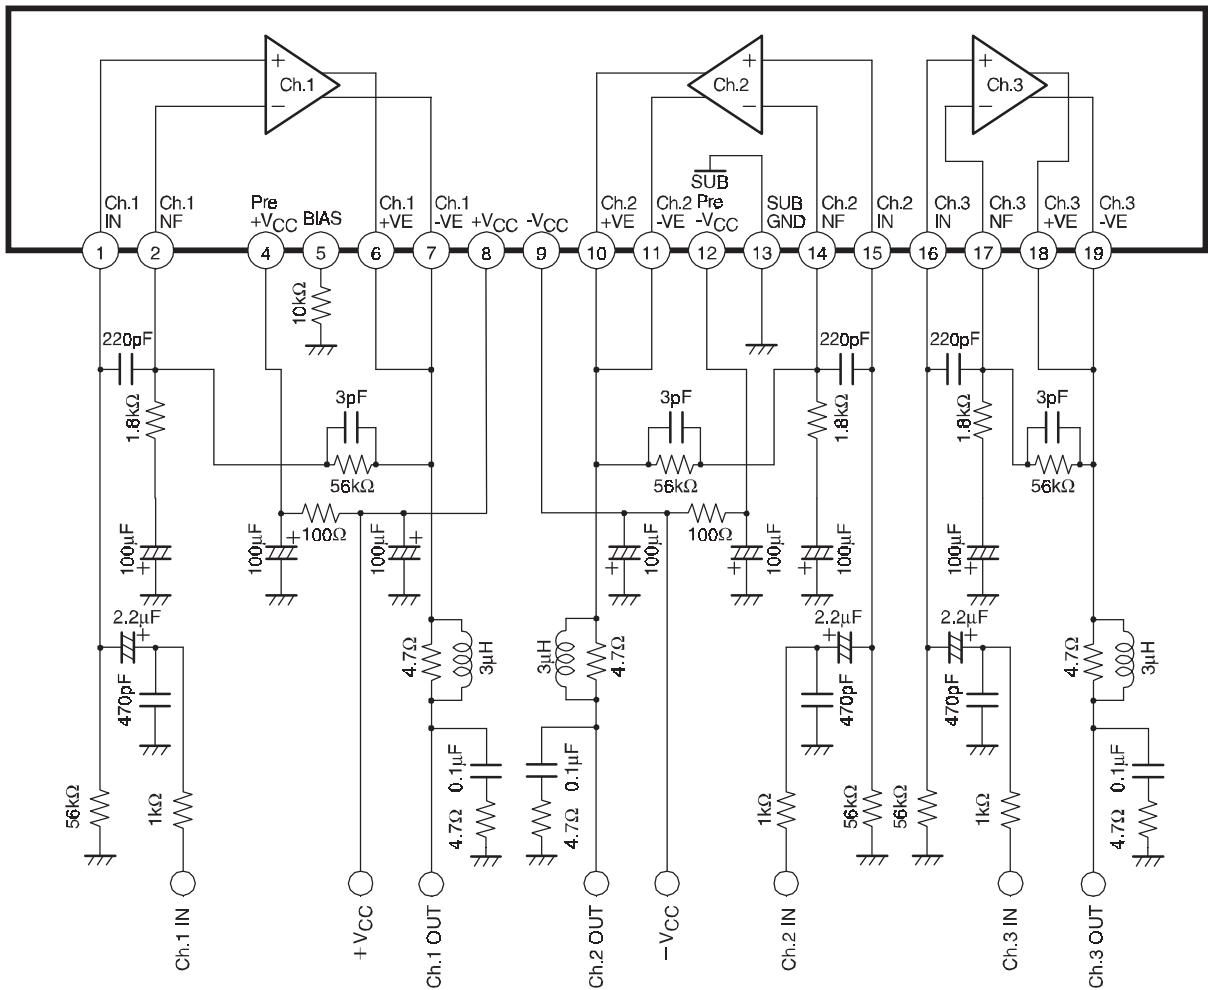 +
Ch.1
−
+
Ch.2
−
+
Ch.3
−
SUB
Ch.1
IN
Ch.1
NF
Pre
+VCC
BIAS
Ch.1
+VE
Ch.1
-VE
+VCC
-VCC
Ch.2
+VE
Ch.2
-VE
Pre
-VCC
SUB
GND
Ch.2
NF
Ch.2
IN
Ch.3
IN
Ch.3
NF
Ch.3
+VE
Ch.3
-VE
1 2 4 5 6 7 8 9 10 11 12 13 14 15 16 17 18 19
10kΩ
220pF
220pF
220pF
1.8kΩ
3pF
56kΩ
3pF
56kΩ
1.8kΩ
1.8kΩ
3pF
56kΩ
100Ω
100Ω
100µF
+
100µF
+
100µF
+
100µF
+
100µF
+
100µF
+
100µF
+
2.2µF
+
470pF
4.7Ω
3µH
3µH
4.7Ω
2.2µF
+
470pF
2.2µF
+
470pF
4.7Ω
3µH
56kΩ
1kΩ
0.1µF
4.7Ω
0.1µF
4.7Ω
1kΩ
56kΩ
56kΩ
1kΩ
0.1µF
4.7Ω
Ch.1 IN
+VCC
Ch.1 OUT
Ch.2 OUT
−VCC
Ch.2 IN
Ch.3 IN
Ch.3 OUT